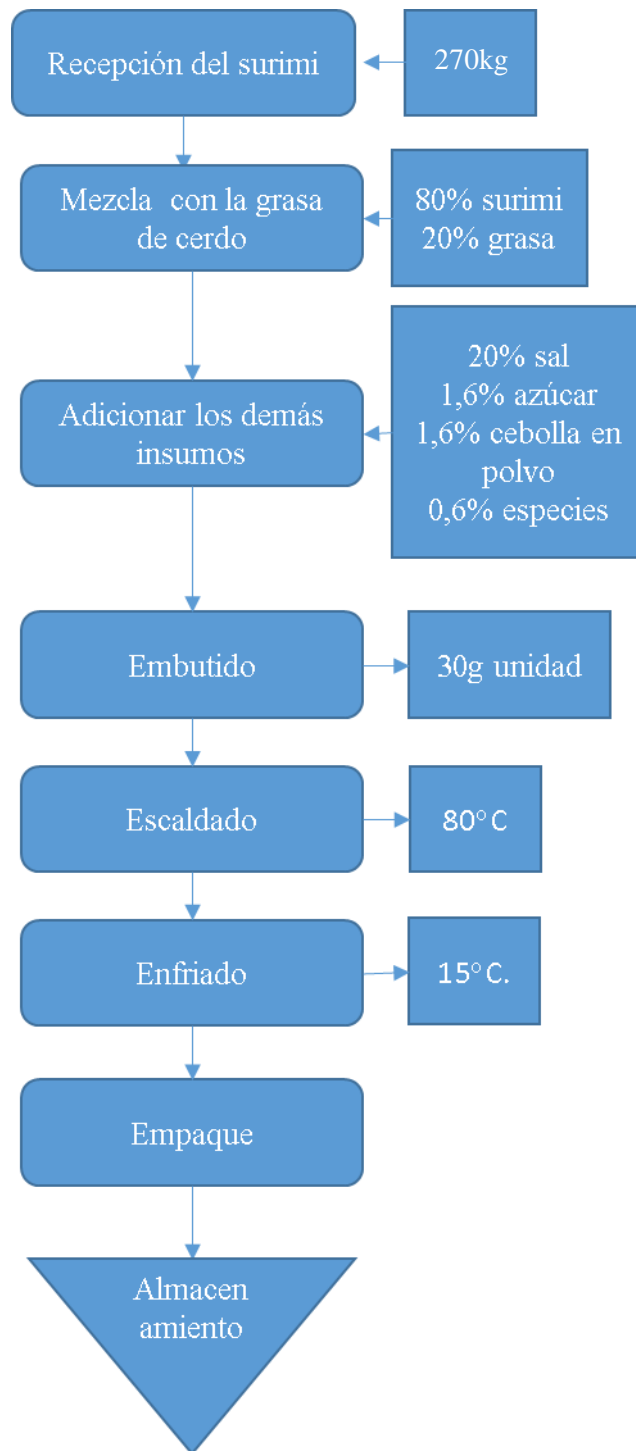 Recepción del surimi
270kg
Mezcla con la grasa
de cerdo
80% surimi
20% grasa
Adicionar los demás
insumos
20% sal
1,6% azúcar
1,6% cebolla en
polvo
0,6% especies
Embutido
30g unidad
Escaldado
80°C
Enfriado
15°C.
Empaque
Almacen
amiento